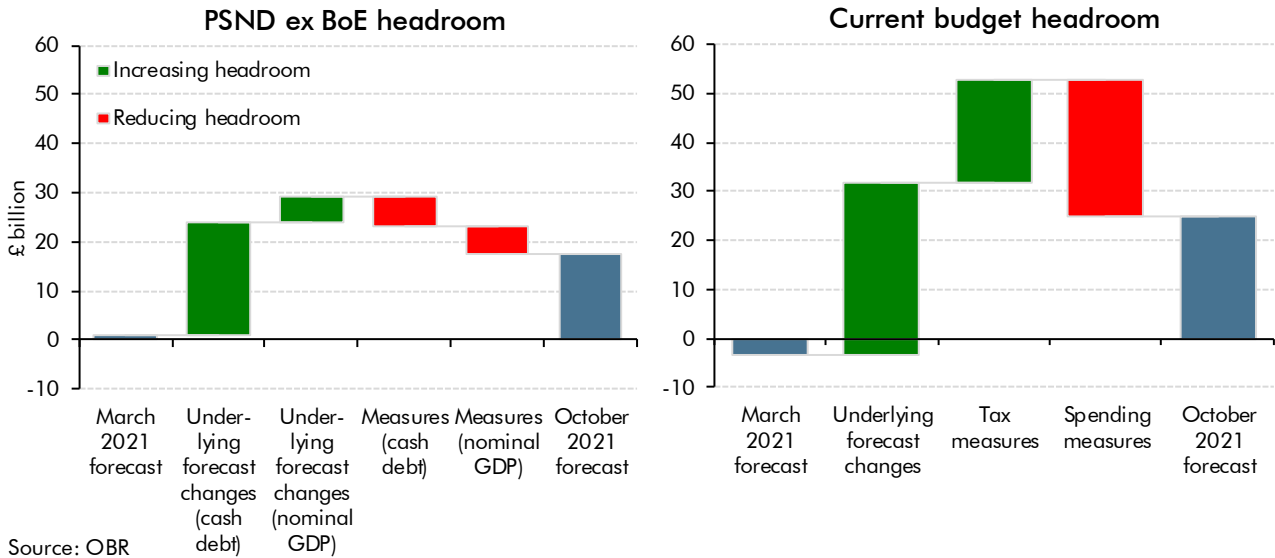 PSND ex BoE headroom
60
50
40
30
20
10
0
-10
£ billion
Increasing headroom
Reducing headroom
March
2021
forecast
Under-
lying
forecast
changes
(cash
debt)
Under-
lying
forecast
changes
(nominal
GDP)
Measures
(cash
debt)
Measures
(nominal
GDP)
October
2021
forecast
Current budget headroom
60
50
40
30
20
10
0
-10
March
2021
forecast
Underlying
forecast
changes
Tax
measures
Spending
measures
October
2021
forecast
Source: OBR